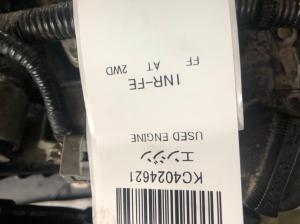 KC4024621
エンジン
USED ENGINE
1NR-FE
FF AT 2WD